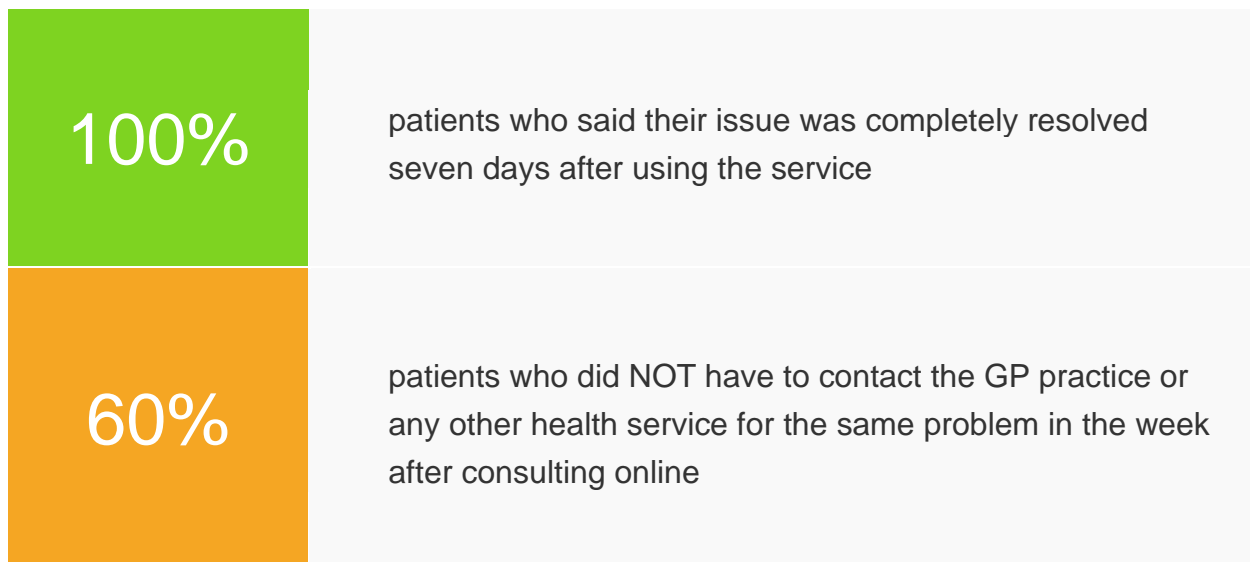 100%
patients who said their issue was completely resolved
seven days after using the service
60%
patients who did NOT have to contact the GP practice or
any other health service for the same problem in the week
after consulting online